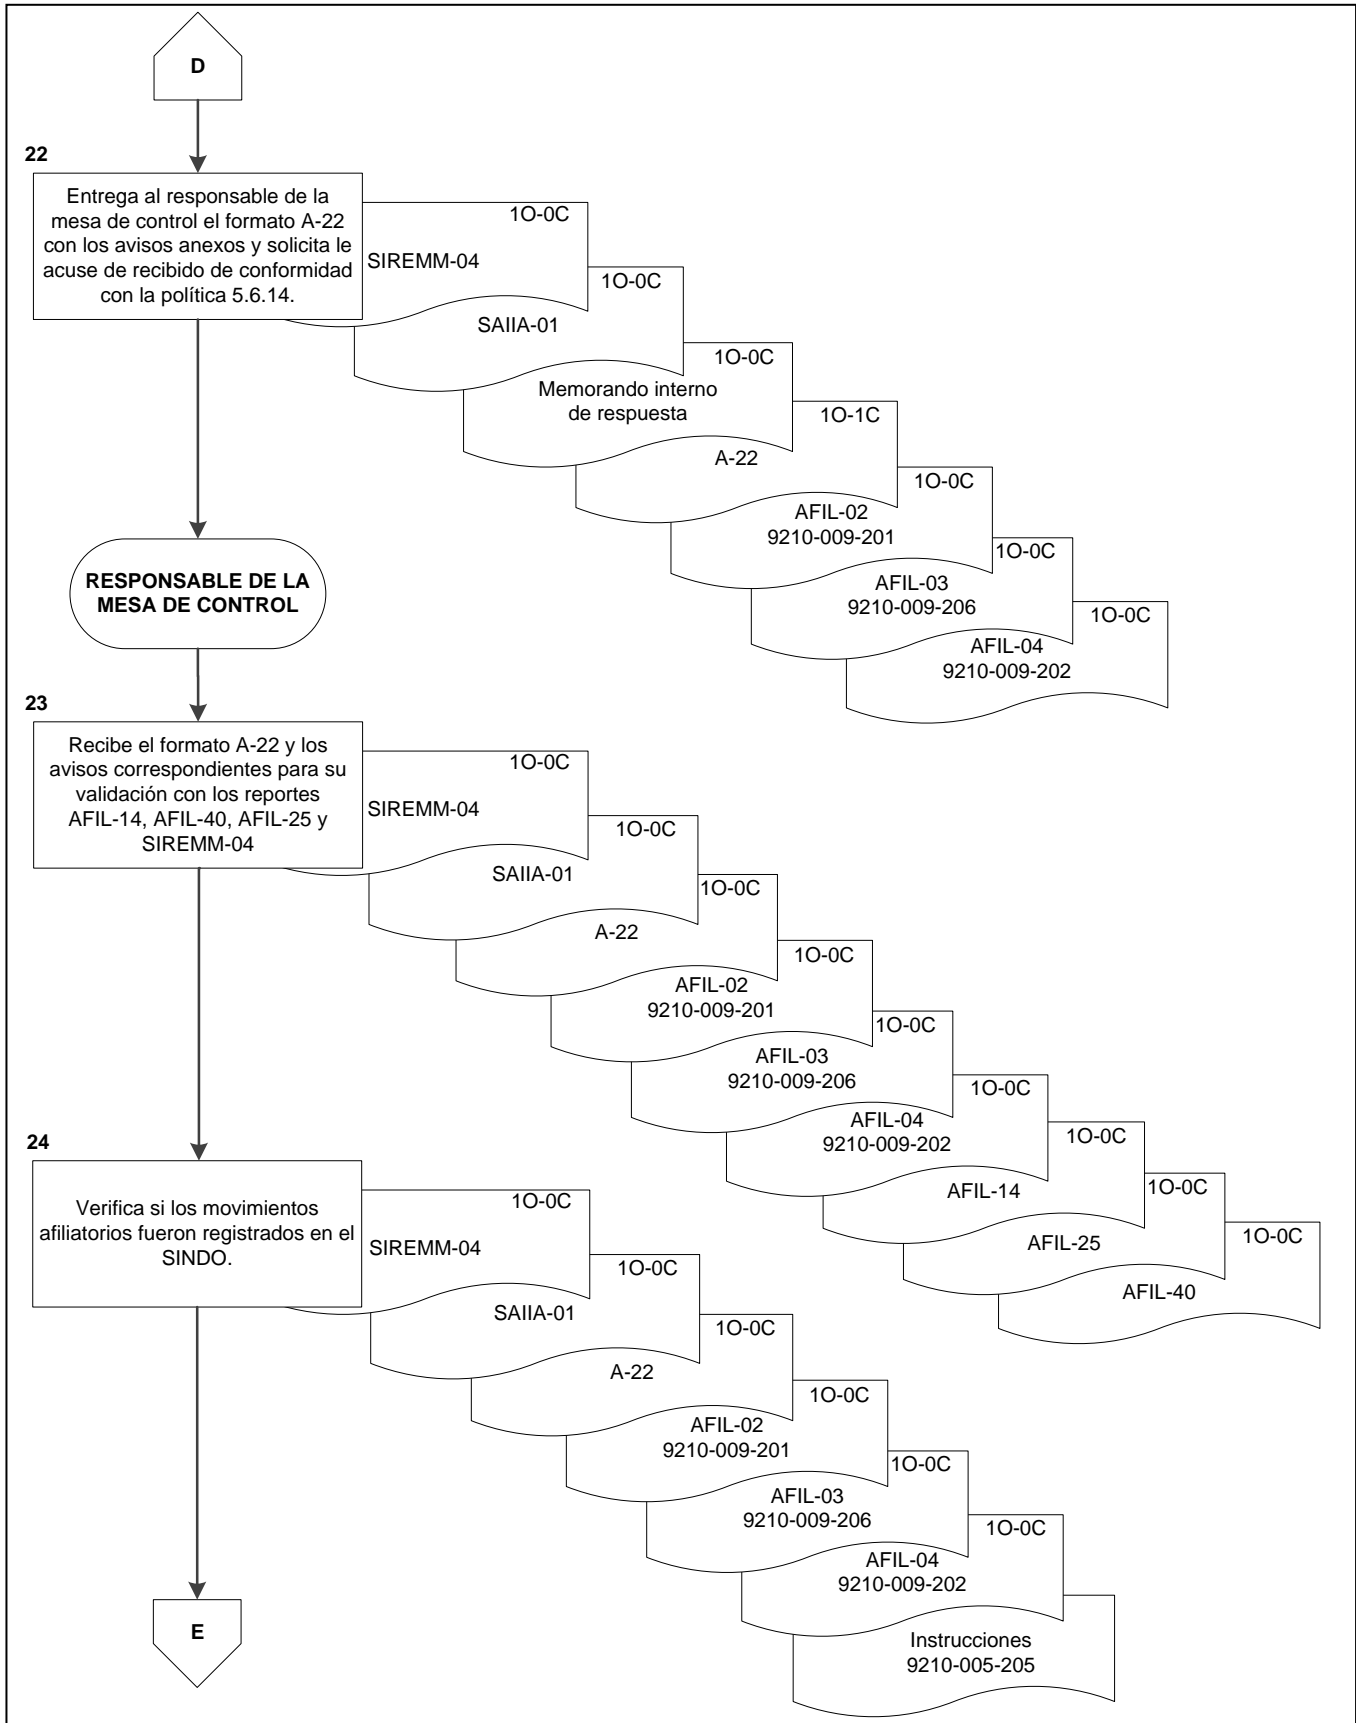 D
22
Entrega al responsable de la
mesa de control el formato A-22
con los avisos anexos y solicita le
acuse de recibido de conformidad
con la política 5.6.14.
1O-0C
SIREMM-04
1O-0C
SAIIA-01
1O-0C
Memorando interno
de respuesta
1O-1C
A-22
1O-0C
AFIL-02
9210-009-201
1O-0C
AFIL-03
9210-009-206
1O-0C
AFIL-04
9210-009-202
RESPONSABLE DE LA
MESA DE CONTROL
23
Recibe el formato A-22 y los
avisos correspondientes para su
validación con los reportes
AFIL-14, AFIL-40, AFIL-25 y
SIREMM-04
1O-0C
SIREMM-04
1O-0C
SAIIA-01
1O-0C
A-22
1O-0C
AFIL-02
9210-009-201
1O-0C
AFIL-03
9210-009-206
1O-0C
AFIL-04
9210-009-202
1O-0C
AFIL-14
1O-0C
AFIL-25
1O-0C
AFIL-40
24
Verifica si los movimientos
afiliatorios fueron registrados en el
SINDO.
1O-0C
SIREMM-04
1O-0C
SAIIA-01
1O-0C
A-22
1O-0C
AFIL-02
9210-009-201
1O-0C
AFIL-03
9210-009-206
1O-0C
AFIL-04
9210-009-202
Instrucciones
9210-005-205
E